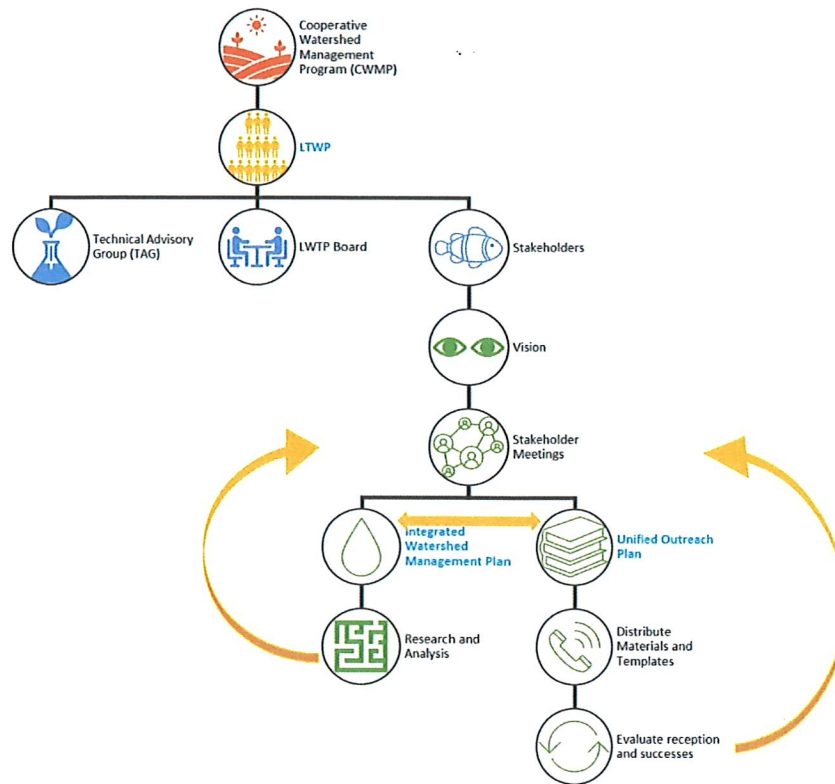 Cooperative
Watershed
Management
Program (CWMP)
LTWP
Technical Advisory
Group (TAG)
LWTP Board
Stakeholders
Vision
Stakeholder
Meetings
Integrated
Watershed
Management Plan
Unified Outreach
Plan
Research and
Analysis
Distribute
Materials and
Templates
Evaluate reception
and successes